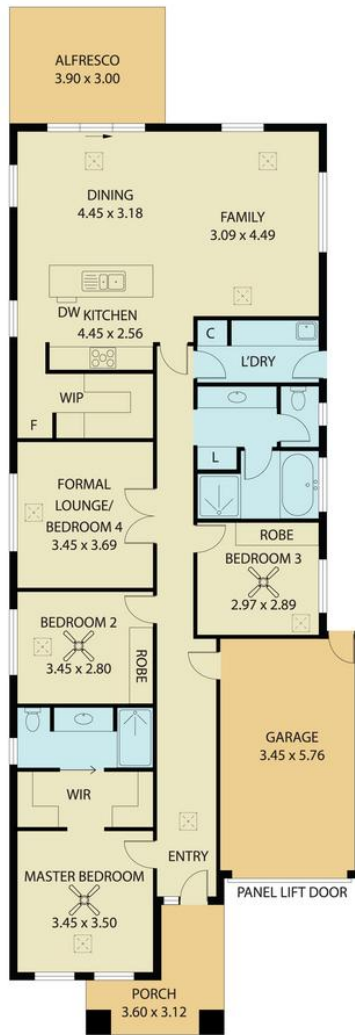 ALFRESCO
3.90 x 3.00
DINING
4.45 x 3.18
FAMILY
3.09 x 4.49
DW
KITCHEN
4.45 x 2.56
C
L'DRY
WIP
F
L
FORMAL
LOUNGE/
BEDROOM 4
3.45 x 3.69
ROBE
BEDROOM 3
2.97 x 2.89
BEDROOM 2
3.45 x 2.80
ROBE
GARAGE
3.45 x 5.76
WIR
ENTRY
MASTER BEDROOM
3.45 x 3.50
PANEL LIFT DOOR
PORCH
3.60 x 3.12